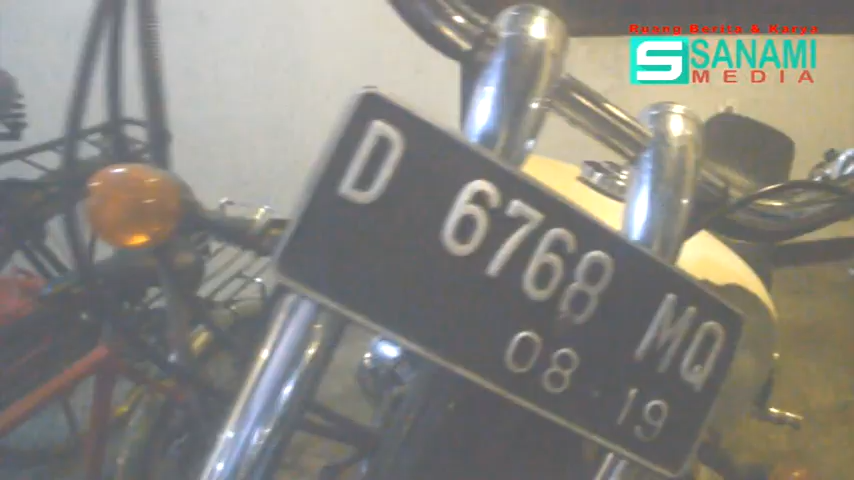 Ruang Berita & Karya
SANAMI
MEDIA
D 6768 MQ
08 · 19